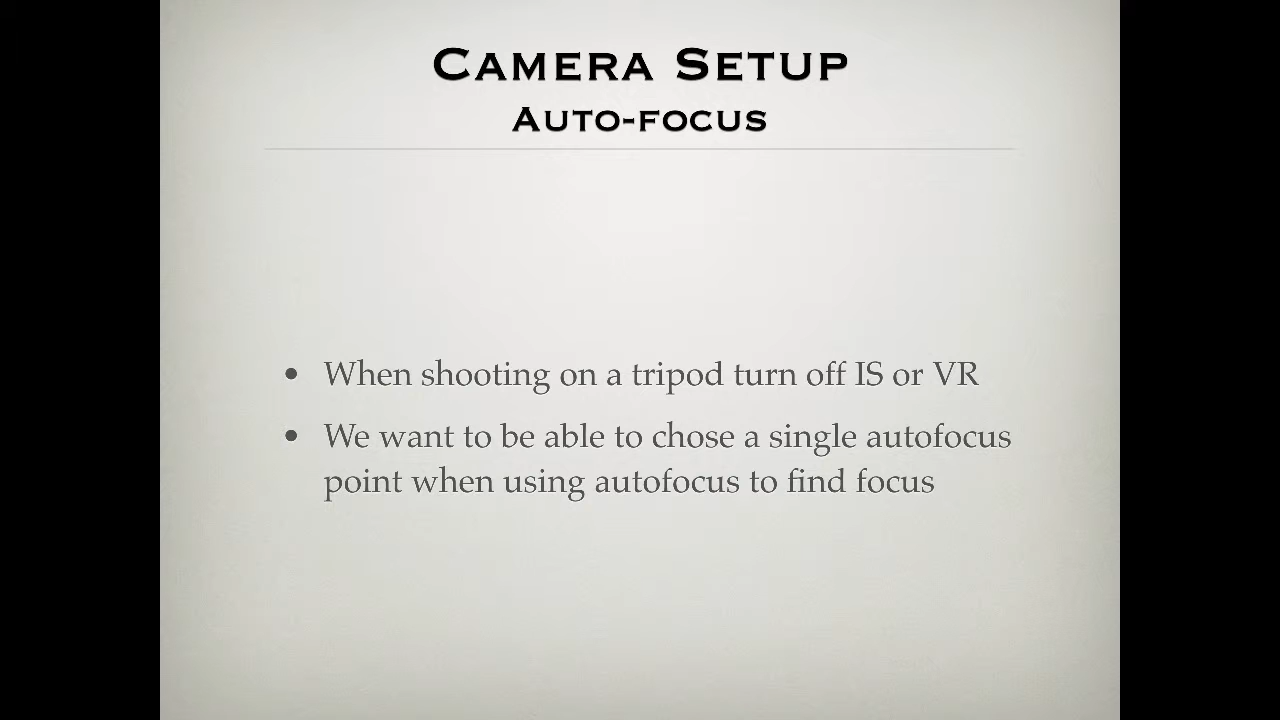 CAMERA SETUP
AUTO-FOCUS
• When shooting on a tripod turn off IS or VR
• We want to be able to chose a single autofocus
point when using autofocus to find focus